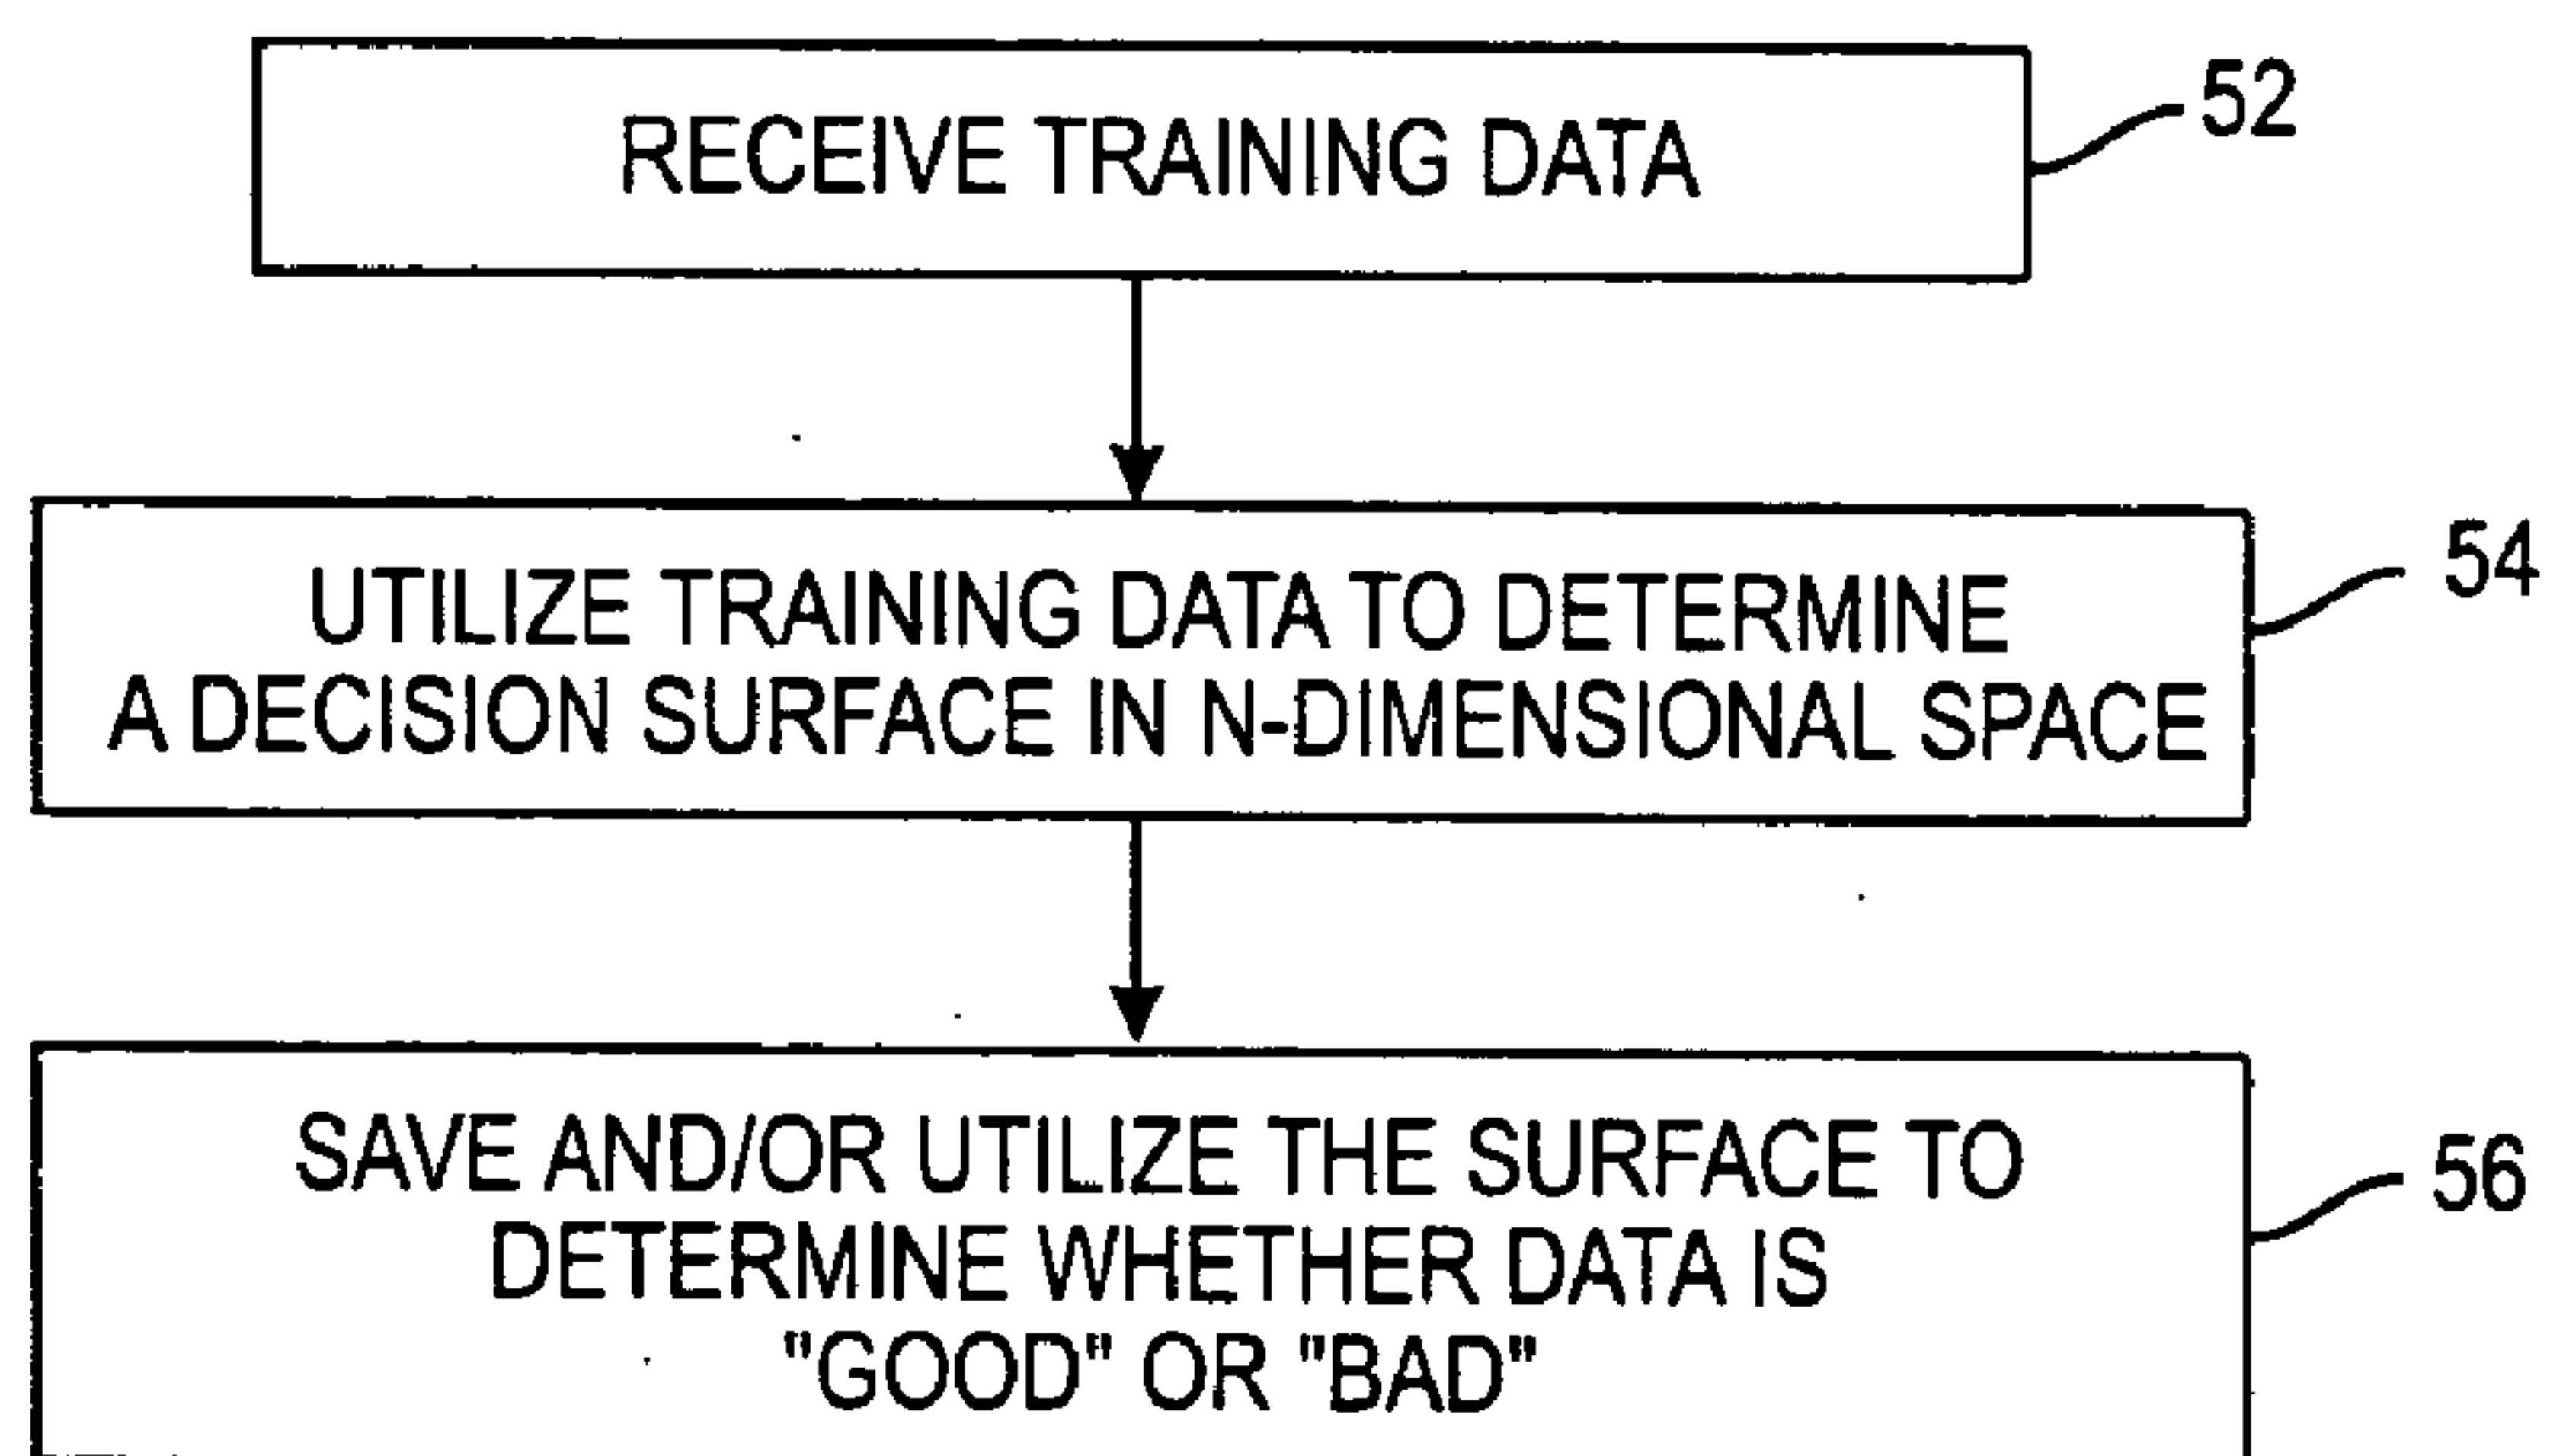 RECEIVE TRAINING DATA
52
UTILIZE TRAINING DATA TO DETERMINE
A DECISION SURFACE IN N-DIMENSIONAL SPACE
54
SAVE AND/OR UTILIZE THE SURFACE TO
DETERMINE WHETHER DATA IS
"GOOD" OR "BAD"
56